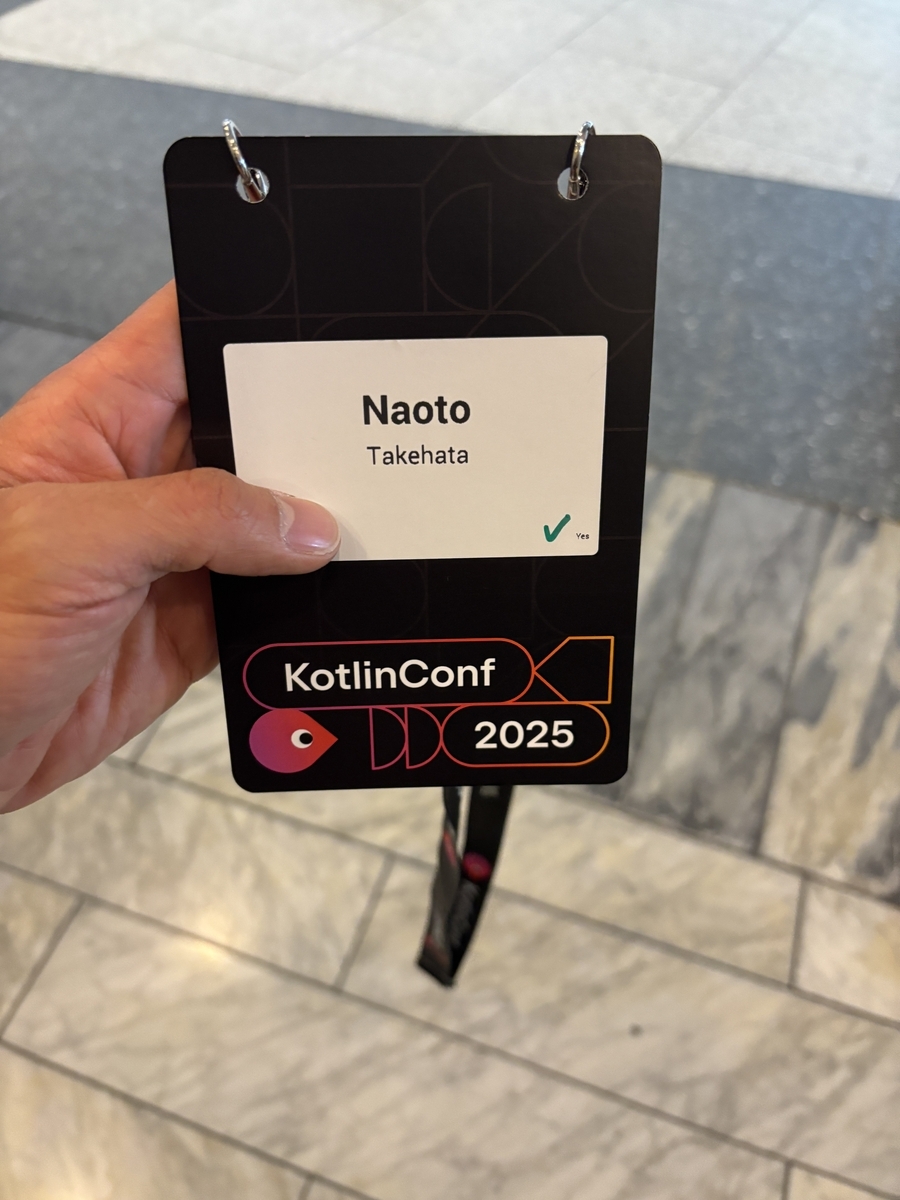 Naoto
Takehata
Yes
KotlinConf
2025